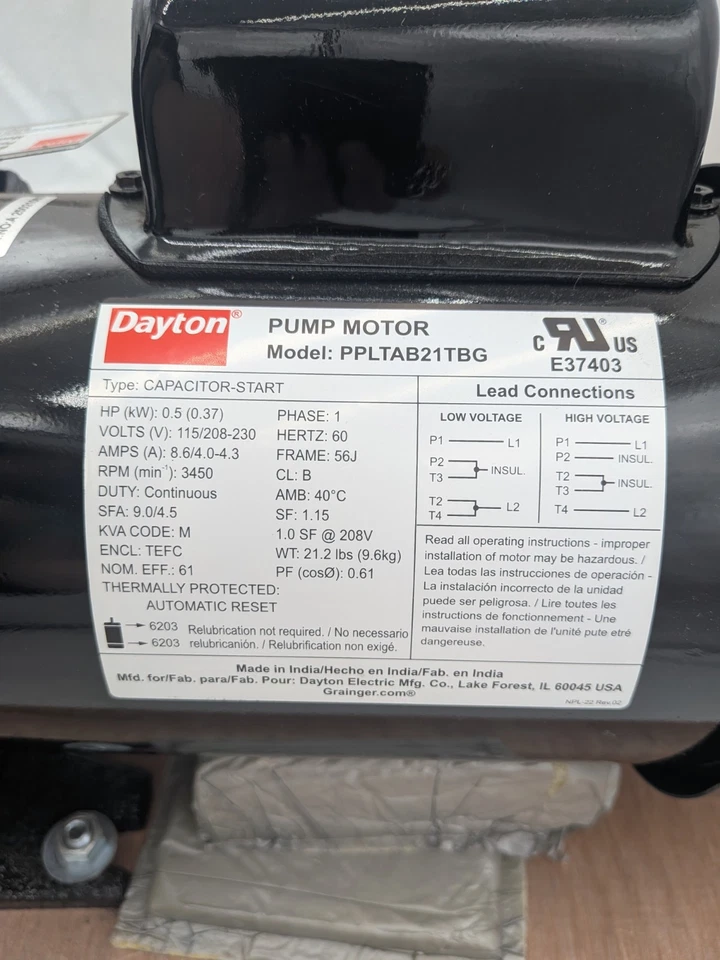 Dayton®
PUMP MOTOR
Model: PPLTAB21TBG
C RU® US
E37403
Type: CAPACITOR-START
HP (kW): 0.5 (0.37)
VOLTS (V): 115/208-230
AMPS (A): 8.6/4.0-4.3
RPM (min⁻¹): 3450
DUTY: Continuous
SFA: 9.0/4.5
KVA CODE: M
ENCL: TEFC
NOM. EFF.: 61
PHASE: 1
HERTZ: 60
FRAME: 56J
CL: B
AMB: 40°C
SF: 1.15
1.0 SF @ 208V
WT: 21.2 lbs (9.6kg)
PF (cosØ): 0.61
THERMALLY PROTECTED:
AUTOMATIC RESET
6203 Relubrication not required. / No necesario
6203 relubricanión. / Relubrification non exigé.
Lead Connections
LOW VOLTAGE
P1 L1
P2
T3 INSUL.
T2
T4 L2
HIGH VOLTAGE
P1 L1
P2 INSUL.
T2
T3 INSUL.
T4 L2
Read all operating instructions - improper
installation of motor may be hazardous. /
Lea todas las instrucciones de operación -
La instalación incorrecto de la unidad
puede ser peligrosa. / Lire toutes les
instructions de fonctionnement - Une
mauvaise installation de l'unité pute etré
dangereuse.
Made in India/Hecho en India/Fab. en India
Mfd. for/Fab. para/Fab. Pour: Dayton Electric Mfg. Co., Lake Forest, IL 60045 USA
Grainger.com®
NPL-22 Rev.02